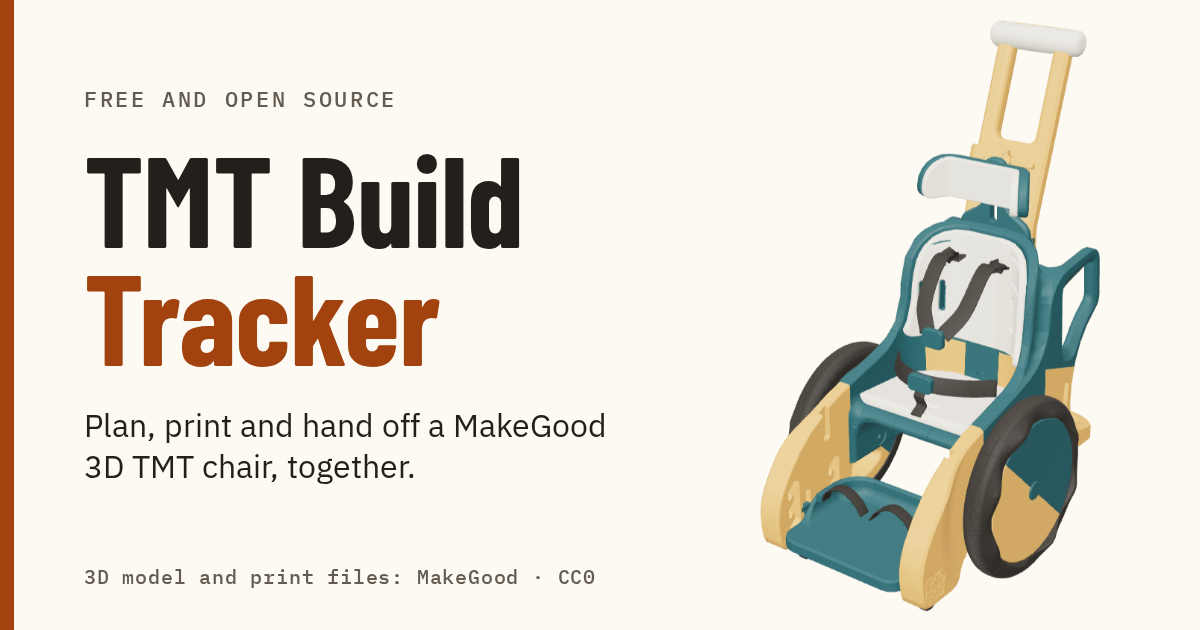 FREE AND OPEN SOURCE
TMT Build
Tracker
Plan, print and hand off a MakeGood
3D TMT chair, together.
3D model and print files: MakeGood · CC0